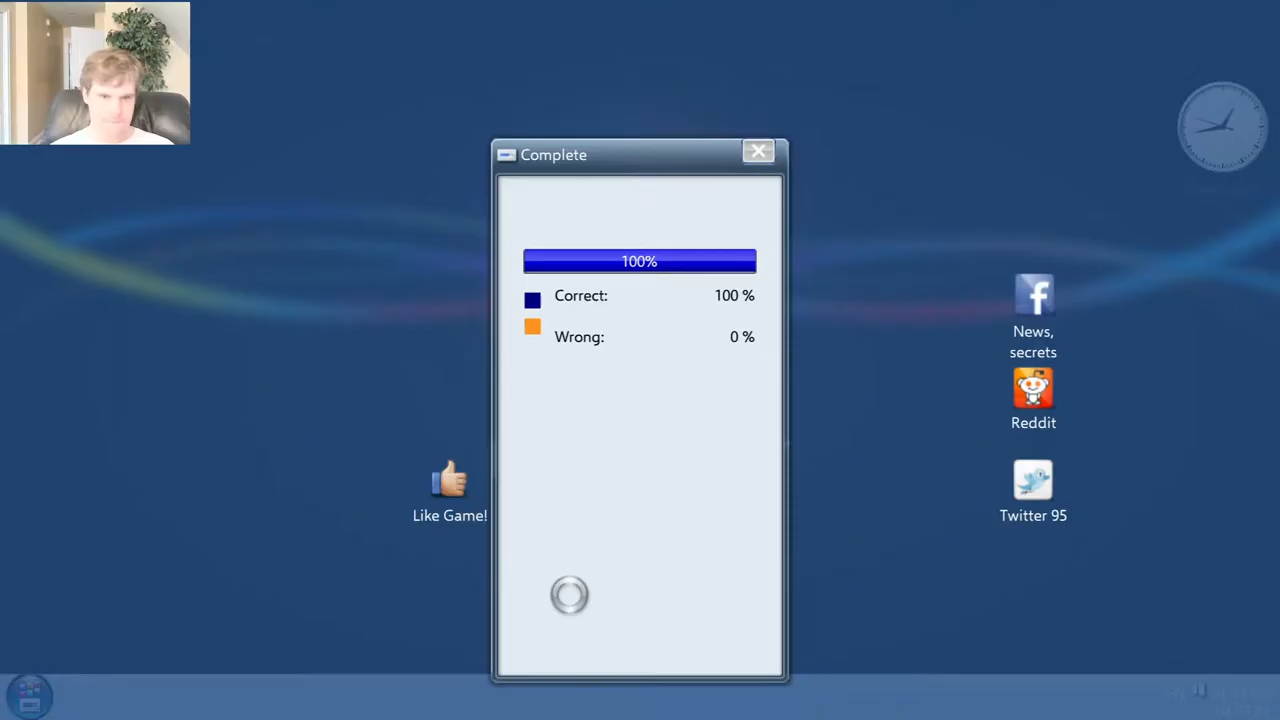 Complete
100%
Correct: 100 %
Wrong: 0 %
News,
secrets
Reddit
Like Game!
Twitter 95